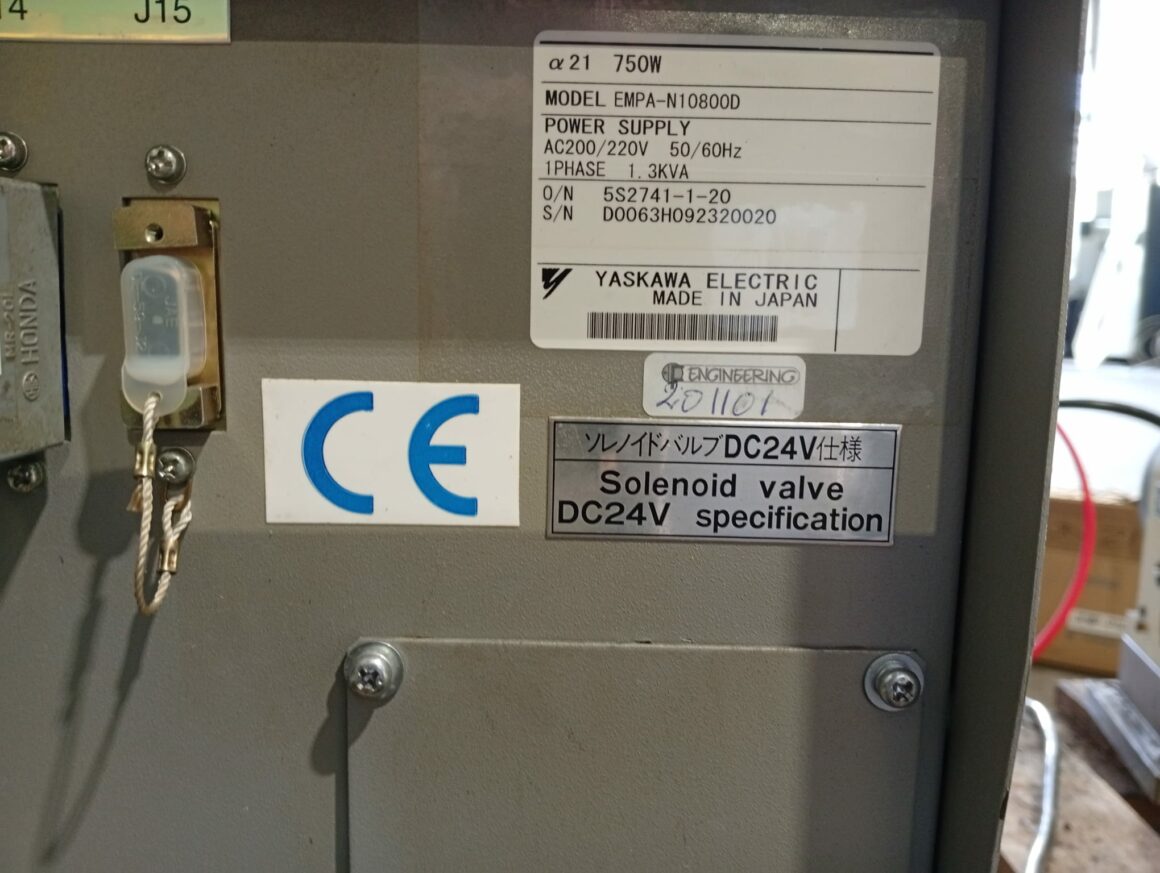 J15
α21 750W
MODEL EMPA-N10800D
POWER SUPPLY
AC200/220V 50/60Hz
1PHASE 1.3KVA
O/N 5S2741-1-20
S/N D0063H092320020
YASKAWA ELECTRIC
MADE IN JAPAN
ENGINEERING
201101
CE
ソレノイドバルブDC24V仕様
Solenoid valve
DC24V specification
HONDA
JAE